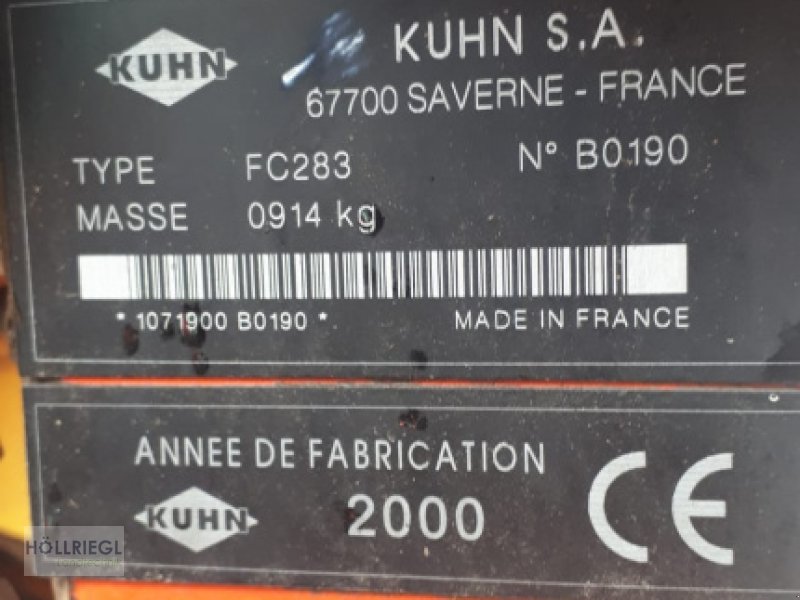 KUHN
KUHN S.A.
67700 SAVERNE - FRANCE
TYPE FC283 N° B0190
MASSE 0914 kg
* 1071900 B0190 * MADE IN FRANCE
ANNEE DE FABRICATION
KUHN 2000 CE
HÖLLRIEGL